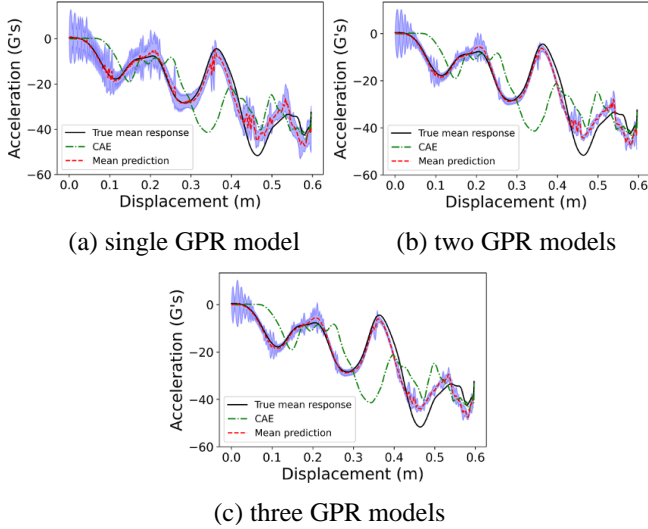 0
−20
−40
−60
Acceleration (G's)
True mean response
CAE
Mean prediction
0.0 0.1 0.2 0.3 0.4 0.5 0.6
Displacement (m)
(a) single GPR model
0
−20
−40
−60
Acceleration (G's)
True mean response
CAE
Mean prediction
0.0 0.1 0.2 0.3 0.4 0.5 0.6
Displacement (m)
(b) two GPR models
0
−20
−40
−60
Acceleration (G's)
True mean response
CAE
Mean prediction
0.0 0.1 0.2 0.3 0.4 0.5 0.6
Displacement (m)
(c) three GPR models